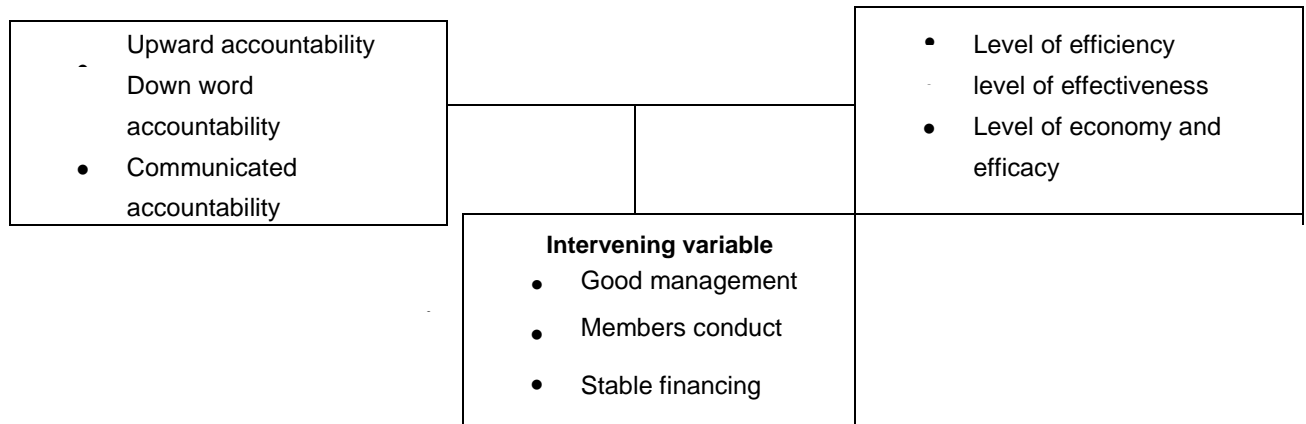 Upward accountability
Down word
accountability
● Communicated
accountability
● Level of efficiency
level of effectiveness
● Level of economy and
efficacy
Intervening variable
● Good management
● Members conduct
● Stable financing